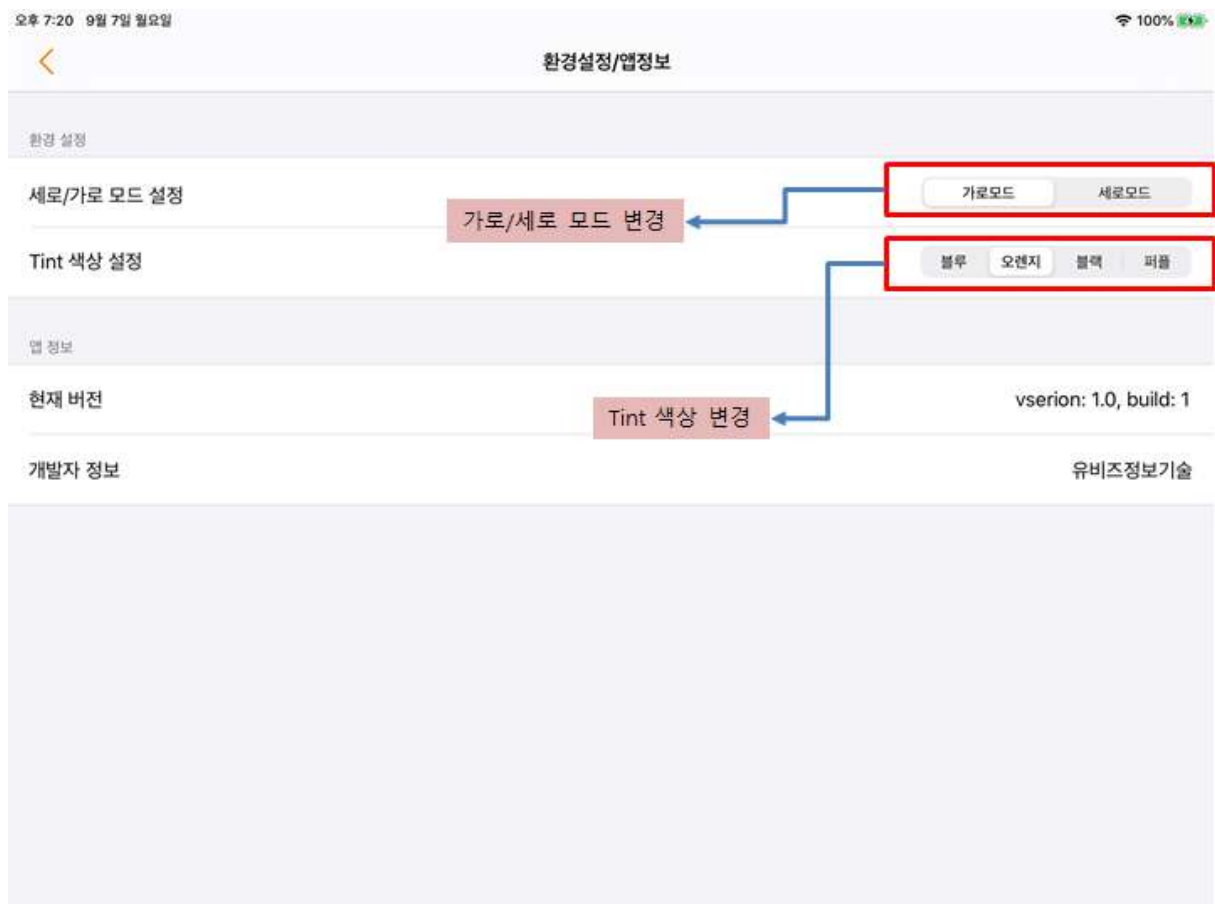 오후 7:20 9월 7일 월요일 100%
환경설정/앱정보
환경 설정
세로/가로 모드 설정 가로모드 세로모드
가로/세로 모드 변경
Tint 색상 설정 블루 오렌지 블랙 퍼플
앱 정보
현재 버전 vserion: 1.0, build: 1
Tint 색상 변경
개발자 정보 유비즈정보기술